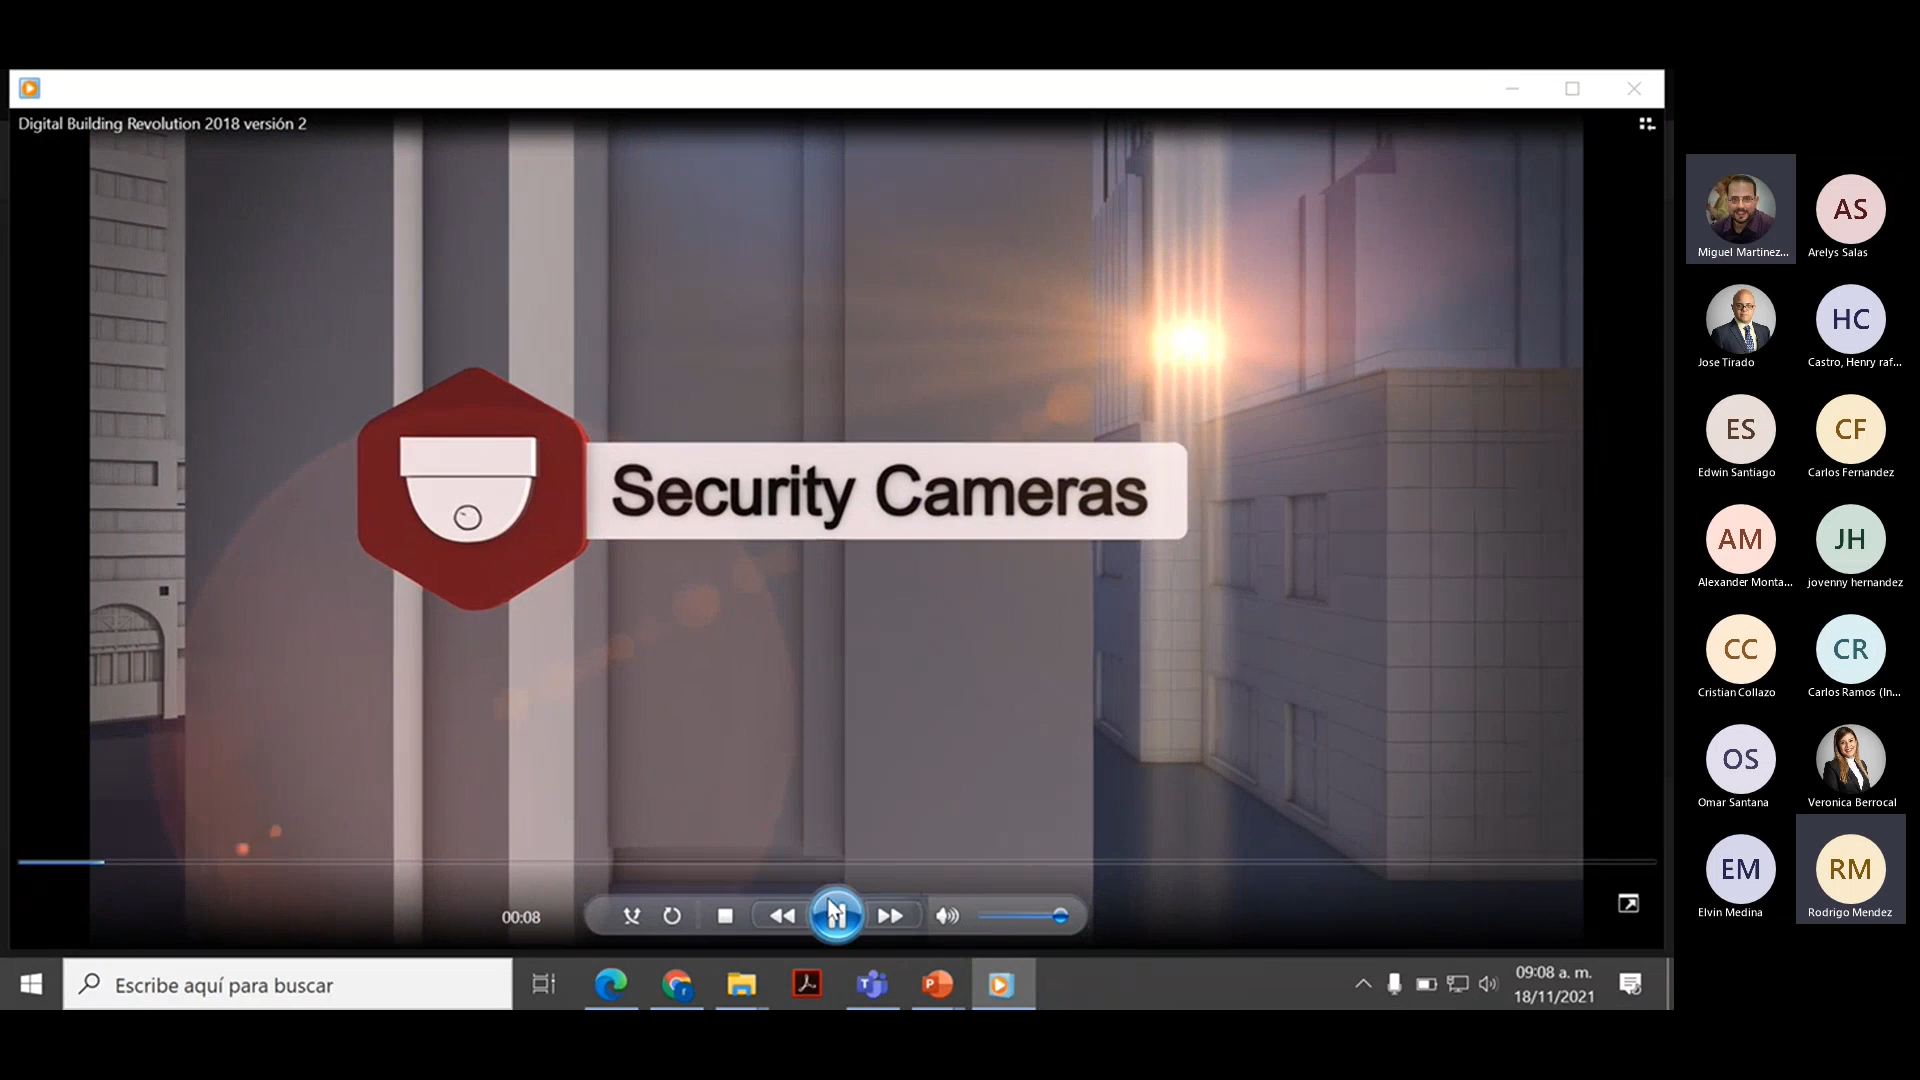 Digital Building Revolution 2018 versión 2
Security Cameras
00:08
Escribe aquí para buscar
09:08 a. m.
18/11/2021
Miguel Martinez...
AS
Arelys Salas
Jose Tirado
HC
Castro, Henry raf...
ES
Edwin Santiago
CF
Carlos Fernandez
AM
Alexander Monta...
JH
jovenny hernandez
CC
Cristian Collazo
CR
Carlos Ramos (In...
OS
Omar Santana
Veronica Berrocal
EM
Elvin Medina
RM
Rodrigo Mendez